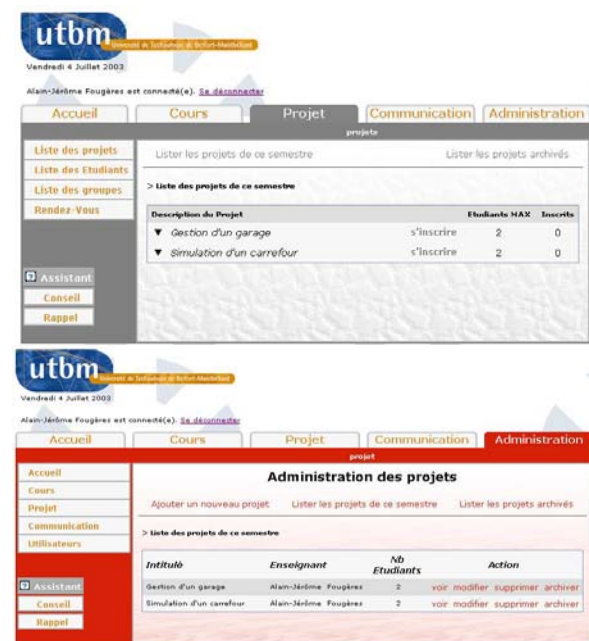 utbm
Université de Technologie de Belfort-Montbéliard
Vendredi 4 Juillet 2003
Alain-Jérôme Fougères est connecté(e). Se déconnecter
Accueil Cours Projet Communication Administration
projets
Liste des projets
Liste des Etudiants
Liste des groupes
Rendez-Vous
Lister les projets de ce semestre Lister les projets archivés
> Liste des projets de ce semestre
Description du Projet Etudiants MAX Inscrits
▼ Gestion d'un garage s'inscrire 2 0
▼ Simulation d'un carrefour s'inscrire 2 0
? Assistant
Conseil
Rappel
utbm
Université de Technologie de Belfort-Montbéliard
Vendredi 4 Juillet 2003
Alain-Jérôme Fougères est connecté(e). Se déconnecter
Accueil Cours Projet Communication Administration
projet
Accueil
Cours
Projet
Communication
Utilisateurs
Administration des projets
Ajouter un nouveau projet Lister les projets de ce semestre Lister les projets archivés
> Liste des projets de ce semestre
Intitulé Enseignant Nb Etudiants Action
Gestion d'un garage Alain-Jérôme Fougères 2 voir modifier supprimer archiver
Simulation d'un carrefour Alain-Jérôme Fougères 2 voir modifier supprimer archiver
? Assistant
Conseil
Rappel